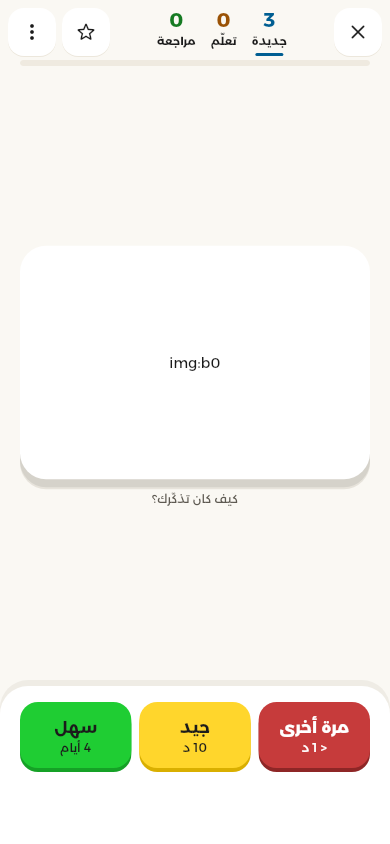 3
جديدة
0
تعلّم
0
مراجعة
img:b0
كيف كان تذكّرك؟
مرة أخرى
< 1 د
جيد
10 د
سهل
4 أيام